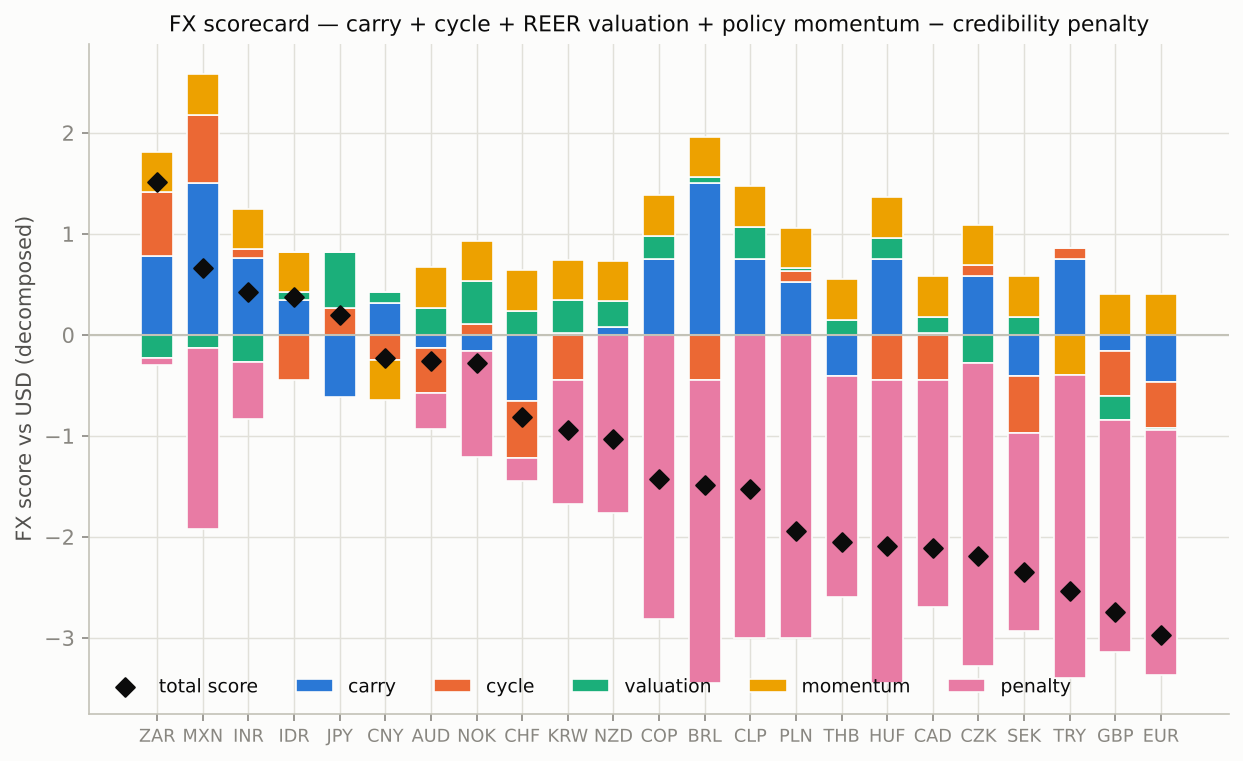 FX scorecard — carry + cycle + REER valuation + policy momentum − credibility penalty
FX score vs USD (decomposed)
2
1
0
−1
−2
−3
total score carry cycle valuation momentum penalty
ZAR MXN INR IDR JPY CNY AUD NOK CHF KRW NZD COP BRL CLP PLN THB HUF CAD CZK SEK TRY GBP EUR